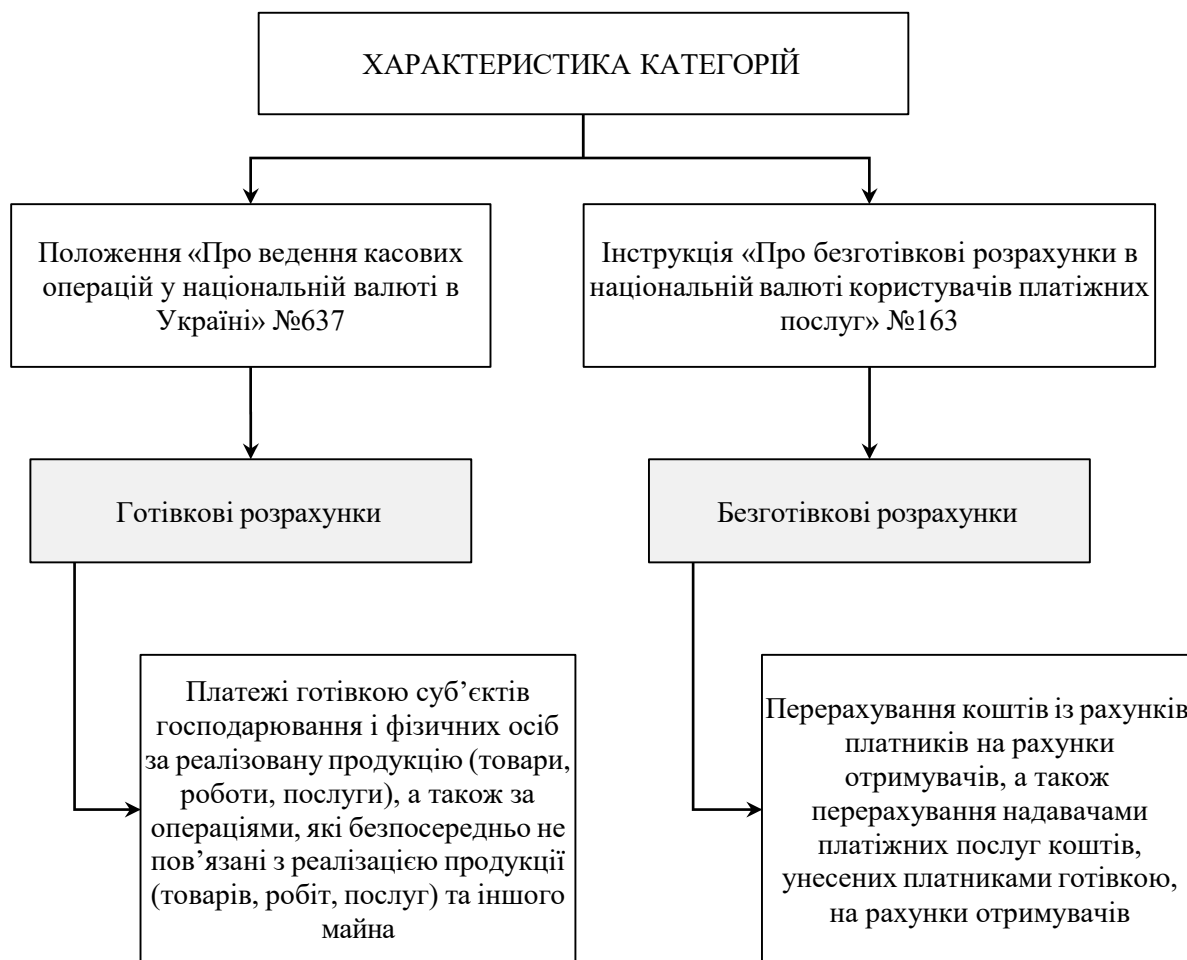 ХАРАКТЕРИСТИКА КАТЕГОРІЙ
Положення «Про ведення касових
операцій у національній валюті в
Україні» №637
Інструкція «Про безготівкові розрахунки в
національній валюті користувачів платіжних
послуг» №163
Готівкові розрахунки
Безготівкові розрахунки
Платежі готівкою суб’єктів
господарювання і фізичних осіб
за реалізовану продукцію (товари,
роботи, послуги), а також за
операціями, які безпосередньо не
пов’язані з реалізацією продукції
(товарів, робіт, послуг) та іншого
майна
Перерахування коштів із рахунків
платників на рахунки
отримувачів, а також
перерахування надавачами
платіжних послуг коштів,
унесених платниками готівкою,
на рахунки отримувачів